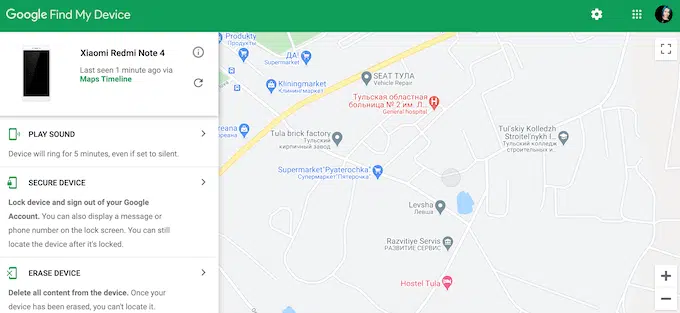 Google Find My Device
Xiaomi Redmi Note 4
Last seen 1 minute ago via
Maps Timeline
PLAY SOUND
Device will ring for 5 minutes, even if set to silent.
SECURE DEVICE
Lock device and sign out of your Google
Account. You can also display a message or
phone number on the lock screen. You can still
locate the device after it's locked.
ERASE DEVICE
Delete all content from the device. Once your
device has been erased, you can't locate it.
Produkty
Продукты
ДА!
Supermarket
Kliningmarket
Клинингмаркет
oreana
Кореана
SEAT ТУЛА
Vehicle Repair
Тульская областная
больница № 2 им. Л...
General hospital
Tula brick factory
Тульский
кирпичный завод
Tul'skiy Kolledzh
Stroitel'nykh I...
Тульский колледж
строительных и...
Supermarket "Pyaterochka"
Супермаркет "Пятерочка"
Levsha
Левша
Razvitiye Servis
РАЗВИТИЕ СЕРВИС
Hostel Tula